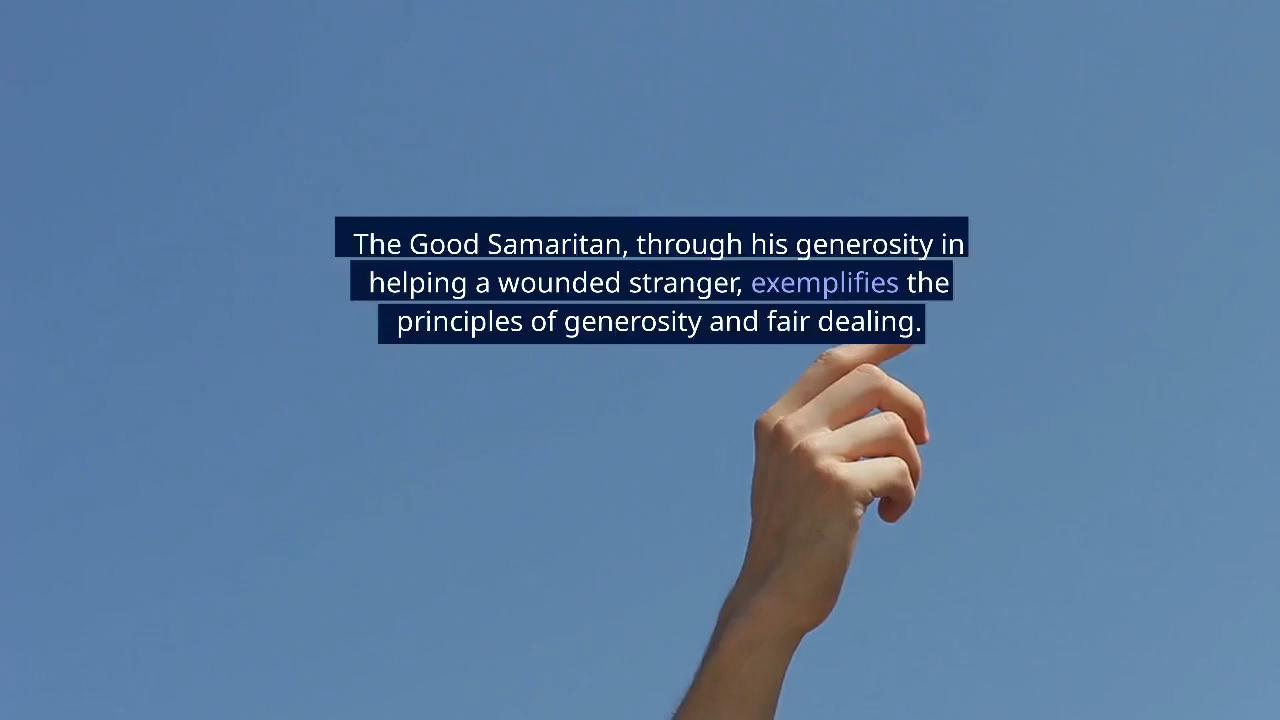 The Good Samaritan, through his generosity in
helping a wounded stranger, exemplifies the
principles of generosity and fair dealing.